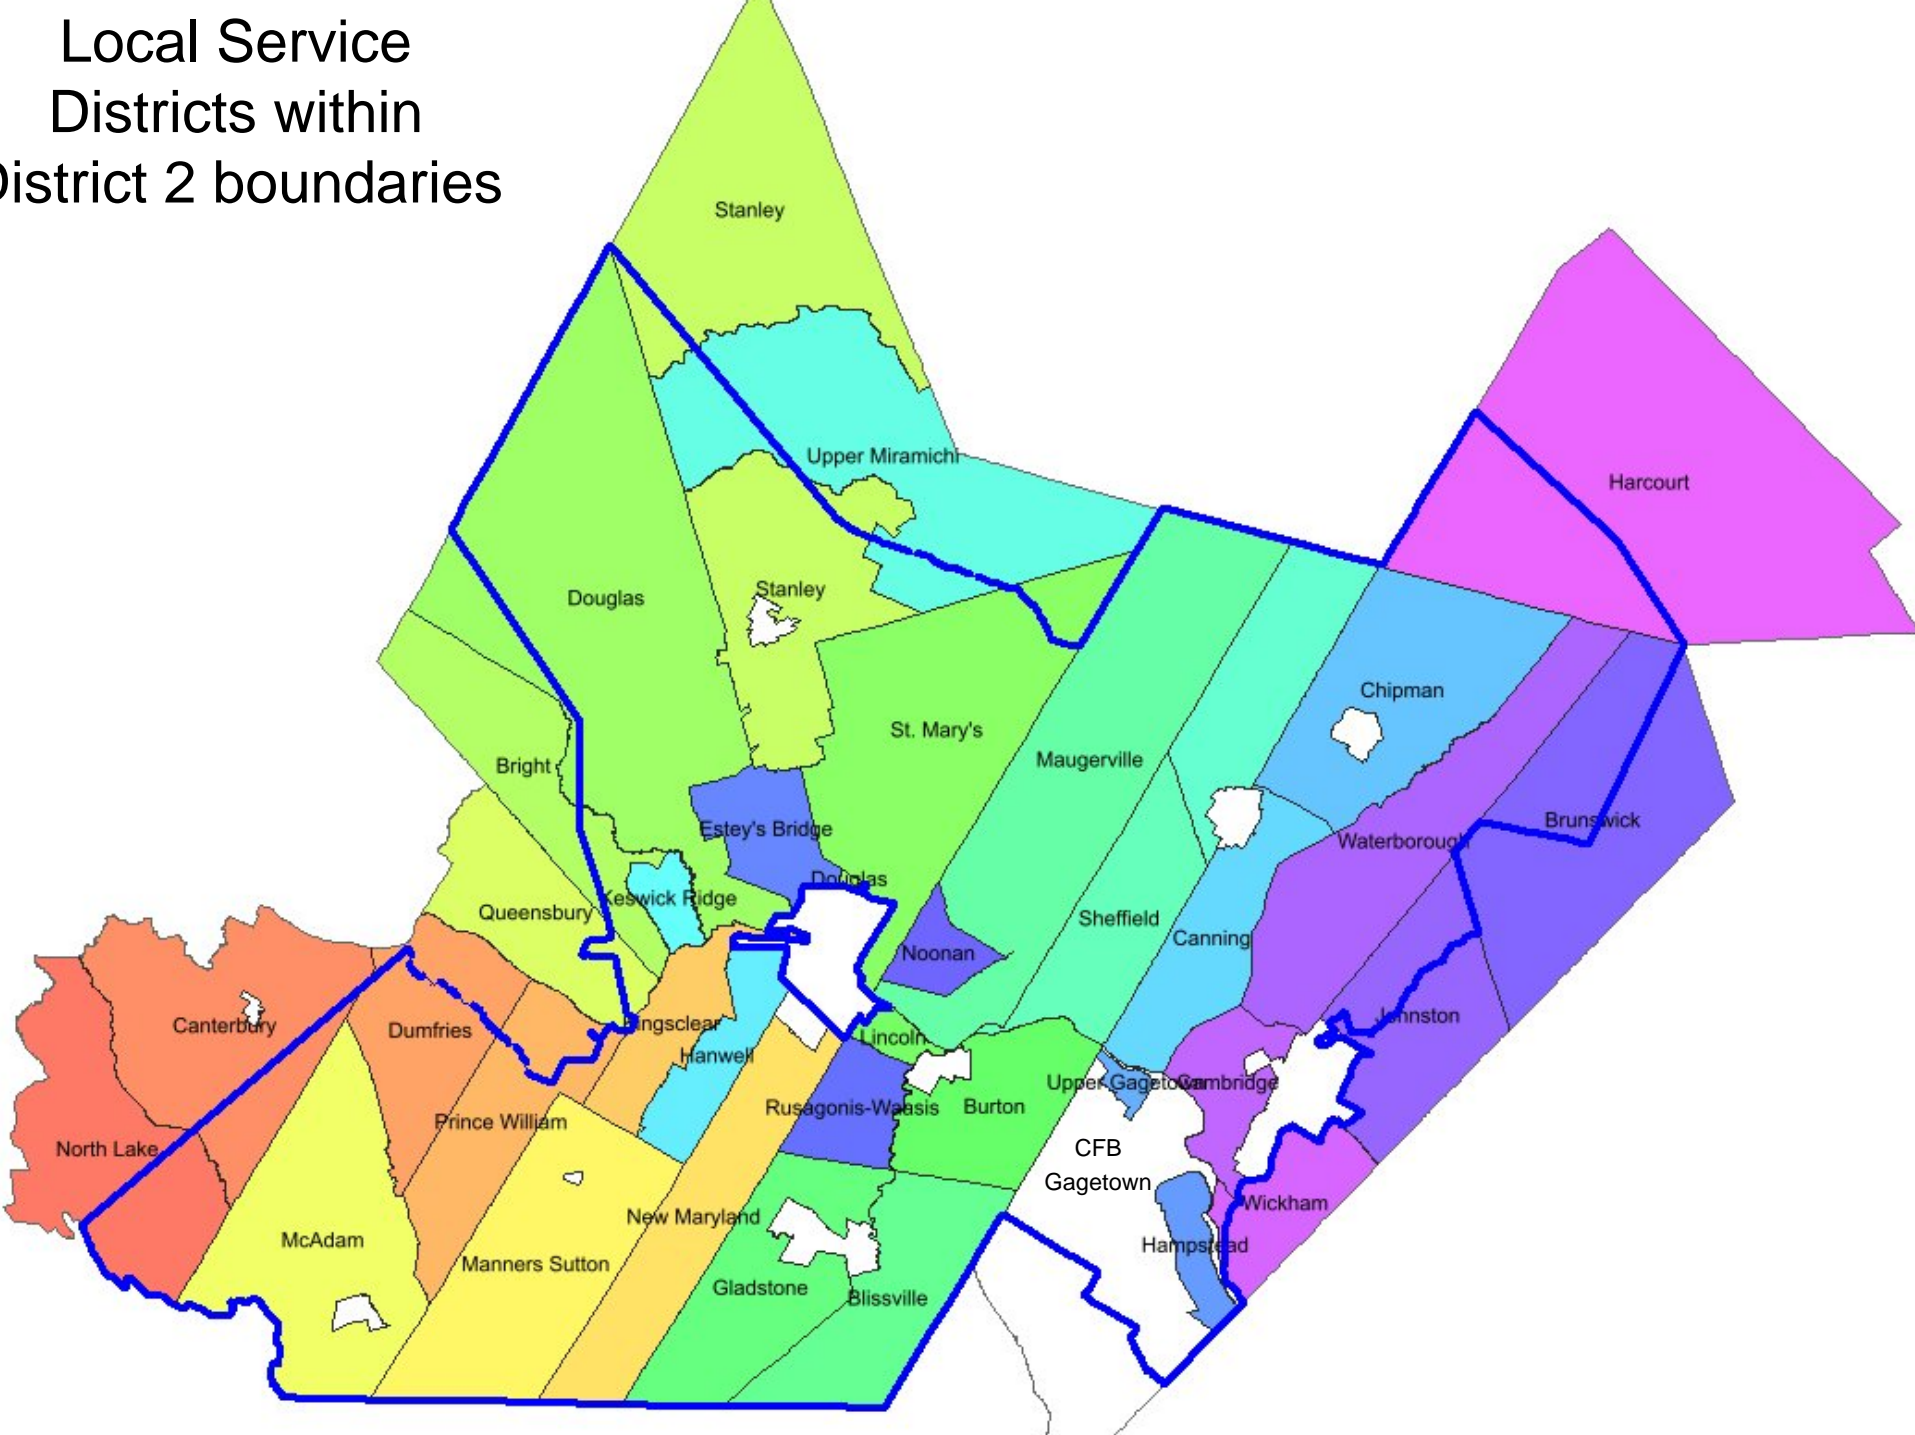 Local Service
Districts within
District 2 boundaries
Stanley
Upper Miramichi
Harcourt
Stanley
Douglas
Chipman
St. Mary's
Maugerville
Bright
Estey's Bridge
Brunswick
Waterborough
Douglas
Keswick Ridge
Queensbury
Sheffield
Canning
Noonan
Canterbury
Dumfries
Kingsclear
Lincoln
Johnston
Hanwell
Upper Gagetown
Cambridge
Rusagonis-Waasis
Burton
Prince William
North Lake
CFB
Gagetown
Wickham
New Maryland
McAdam
Hampstead
Manners Sutton
Gladstone
Blissville